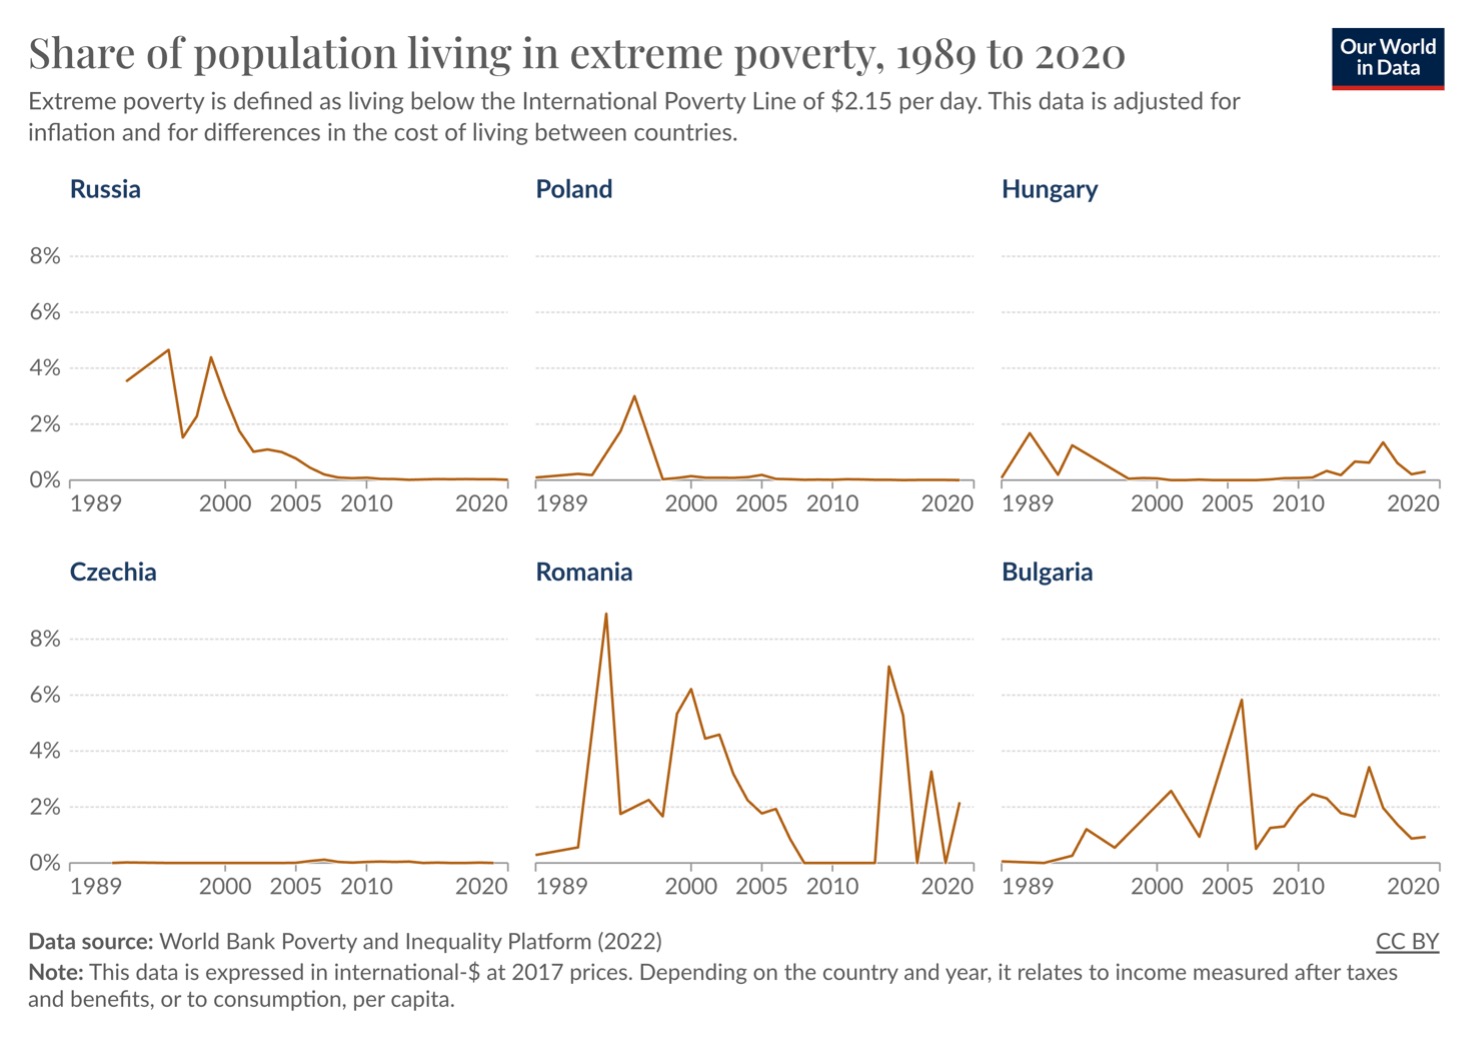 Share of population living in extreme poverty, 1989 to 2020
Our World
in Data
Extreme poverty is defined as living below the International Poverty Line of $2.15 per day. This data is adjusted for
inflation and for differences in the cost of living between countries.
Russia
Poland
Hungary
8%
6%
4%
2%
0%
1989 2000 2005 2010 2020
1989 2000 2005 2010 2020
1989 2000 2005 2010 2020
Czechia
Romania
Bulgaria
8%
6%
4%
2%
0%
1989 2000 2005 2010 2020
1989 2000 2005 2010 2020
1989 2000 2005 2010 2020
Data source: World Bank Poverty and Inequality Platform (2022)
CC BY
Note: This data is expressed in international-$ at 2017 prices. Depending on the country and year, it relates to income measured after taxes
and benefits, or to consumption, per capita.